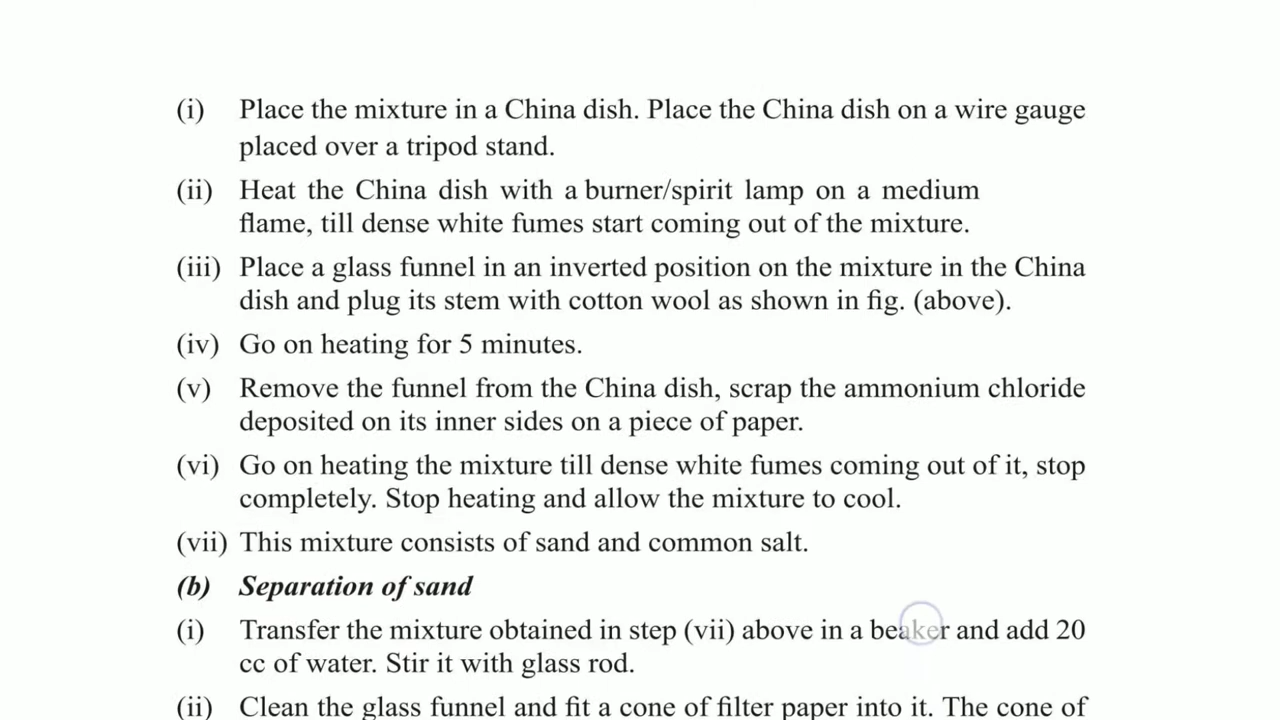 (i) Place the mixture in a China dish. Place the China dish on a wire gauge
placed over a tripod stand.
(ii) Heat the China dish with a burner/spirit lamp on a medium
flame, till dense white fumes start coming out of the mixture.
(iii) Place a glass funnel in an inverted position on the mixture in the China
dish and plug its stem with cotton wool as shown in fig. (above).
(iv) Go on heating for 5 minutes.
(v) Remove the funnel from the China dish, scrap the ammonium chloride
deposited on its inner sides on a piece of paper.
(vi) Go on heating the mixture till dense white fumes coming out of it, stop
completely. Stop heating and allow the mixture to cool.
(vii) This mixture consists of sand and common salt.
(b) Separation of sand
(i) Transfer the mixture obtained in step (vii) above in a beaker and add 20
cc of water. Stir it with glass rod.
(ii) Clean the glass funnel and fit a cone of filter paper into it. The cone of